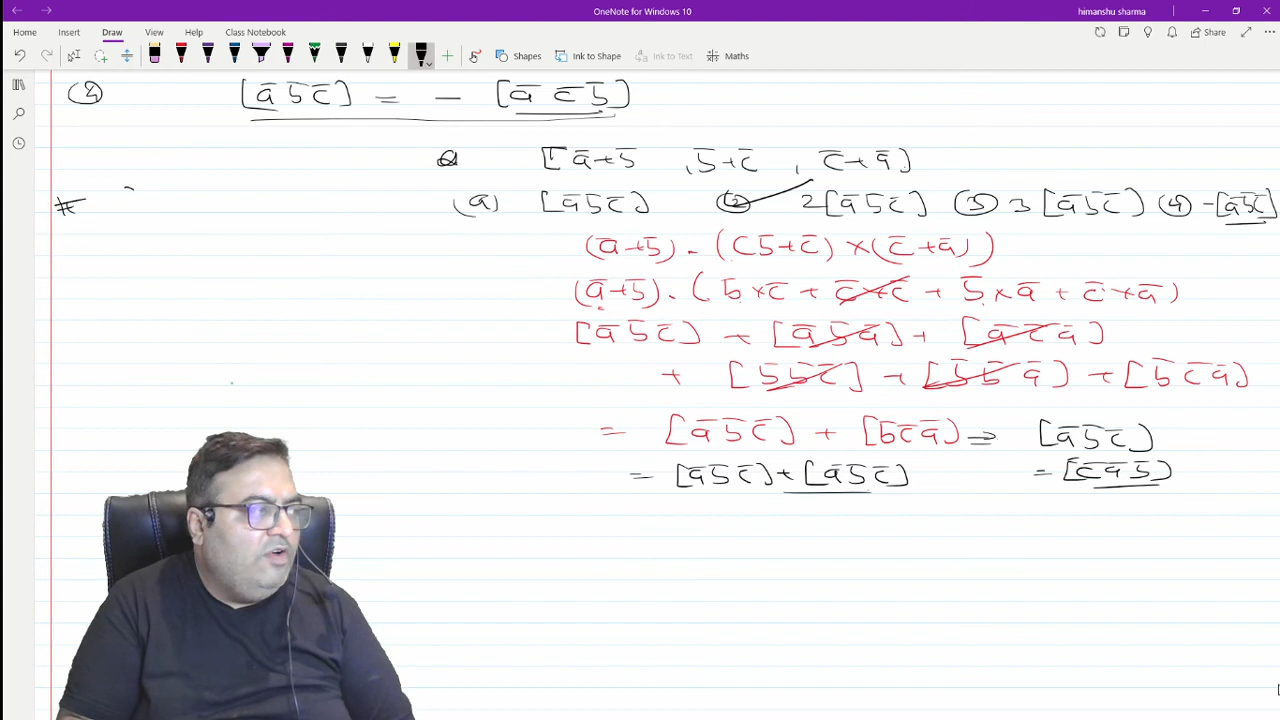 OneNote for Windows 10
himanshu sharma
Home Insert Draw View Help Class Notebook
Share
Shapes Ink to Shape Ink to Text Maths
(4) [a̅ b̅ c̅] = - [a̅ c̅ b̅]
Q [a̅+b̅ , b̅+c̅ , c̅+a̅]
* (a) [a̅ b̅ c̅] (2) 2[a̅ b̅ c̅] (3) 3[a̅ b̅ c̅] (4) -[a̅ b̅ c̅]
(a̅+b̅) . ((b̅+c̅) × (c̅+a̅))
(a̅+b̅) . (b̅×c̅ + c̅×c̅ + b̅×a̅ + c̅×a̅)
[a̅ b̅ c̅] + [a̅ b̅ a̅] + [a̅ c̅ a̅]
+ [b̅ b̅ c̅] + [b̅ b̅ a̅] + [b̅ c̅ a̅]
= [a̅ b̅ c̅] + [b̅ c̅ a̅] ⇒ [a̅ b̅ c̅]
= [a̅ b̅ c̅] + [a̅ b̅ c̅] = [c̅ a̅ b̅]